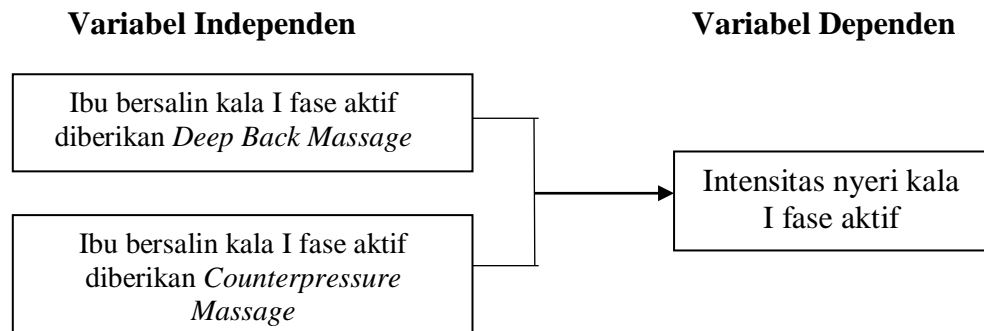 Variabel Independen
Variabel Dependen
Ibu bersalin kala I fase aktif
diberikan Deep Back Massage
Intensitas nyeri kala
I fase aktif
Ibu bersalin kala I fase aktif
diberikan Counterpressure
Massage